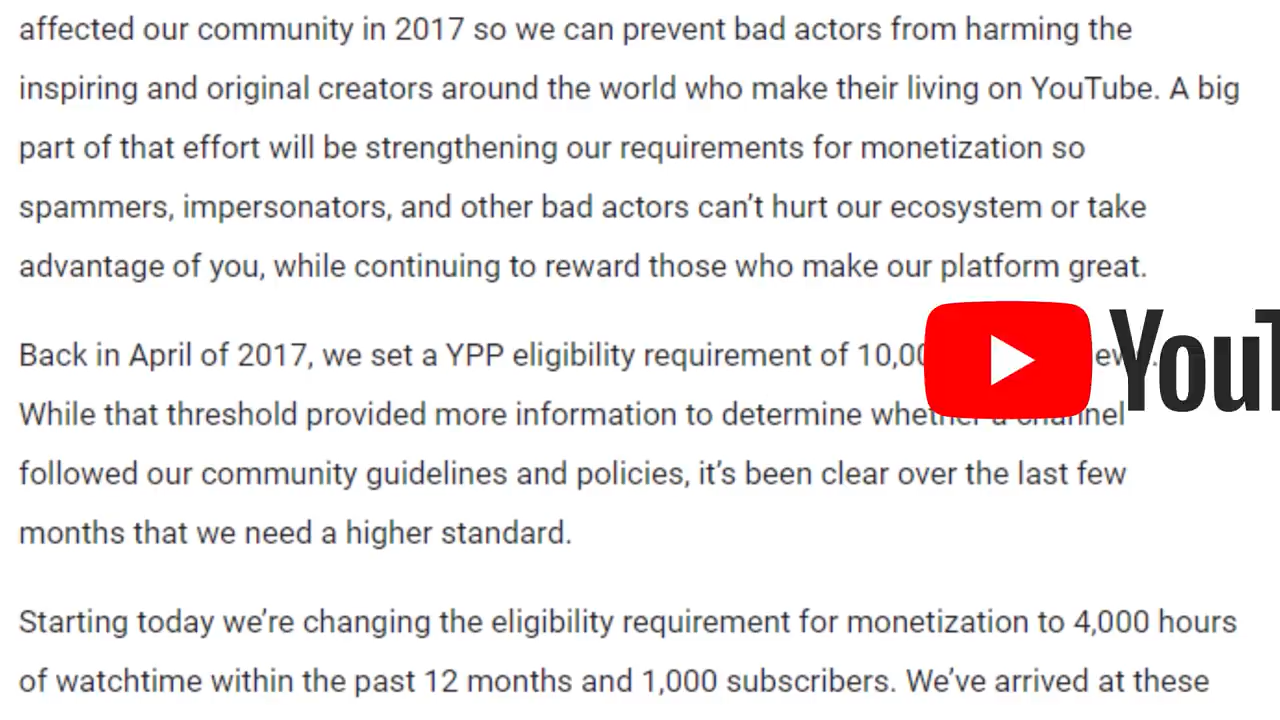 affected our community in 2017 so we can prevent bad actors from harming the
inspiring and original creators around the world who make their living on YouTube. A big
part of that effort will be strengthening our requirements for monetization so
spammers, impersonators, and other bad actors can’t hurt our ecosystem or take
advantage of you, while continuing to reward those who make our platform great.
Back in April of 2017, we set a YPP eligibility requirement of
YouT
While that threshold provided more information to determine whether a channel
followed our community guidelines and policies, it’s been clear over the last few
months that we need a higher standard.
Starting today we’re changing the eligibility requirement for monetization to 4,000 hours
of watchtime within the past 12 months and 1,000 subscribers. We’ve arrived at these